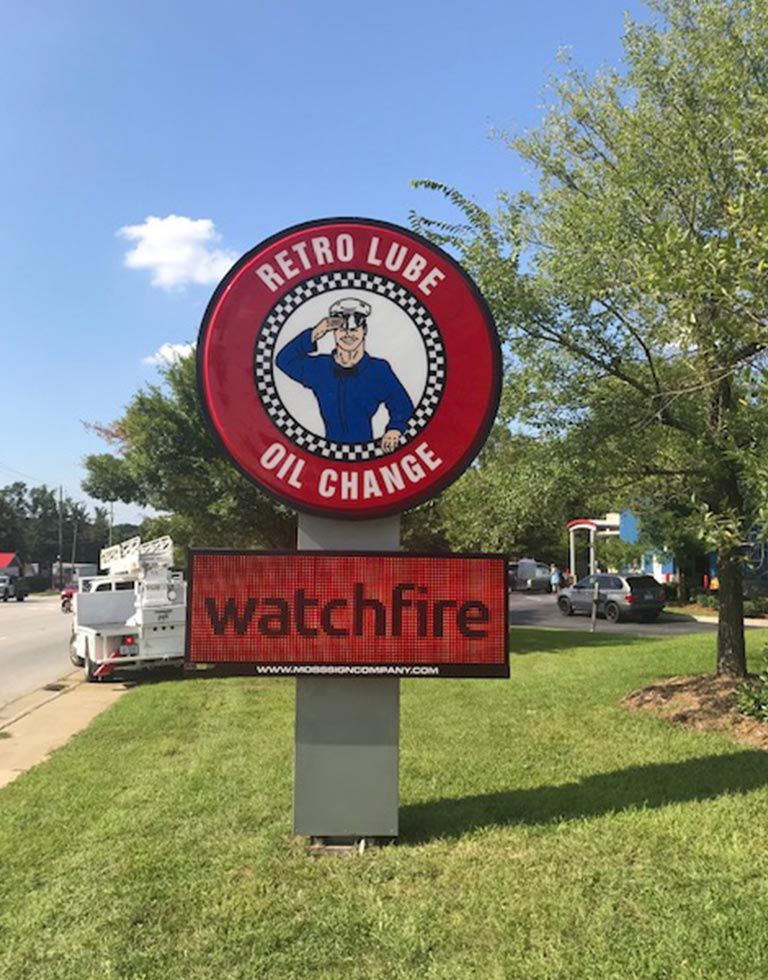 RETRO LUBE
OIL CHANGE
watchfire
WWW.MOSSSIGNCOMPANY.COM